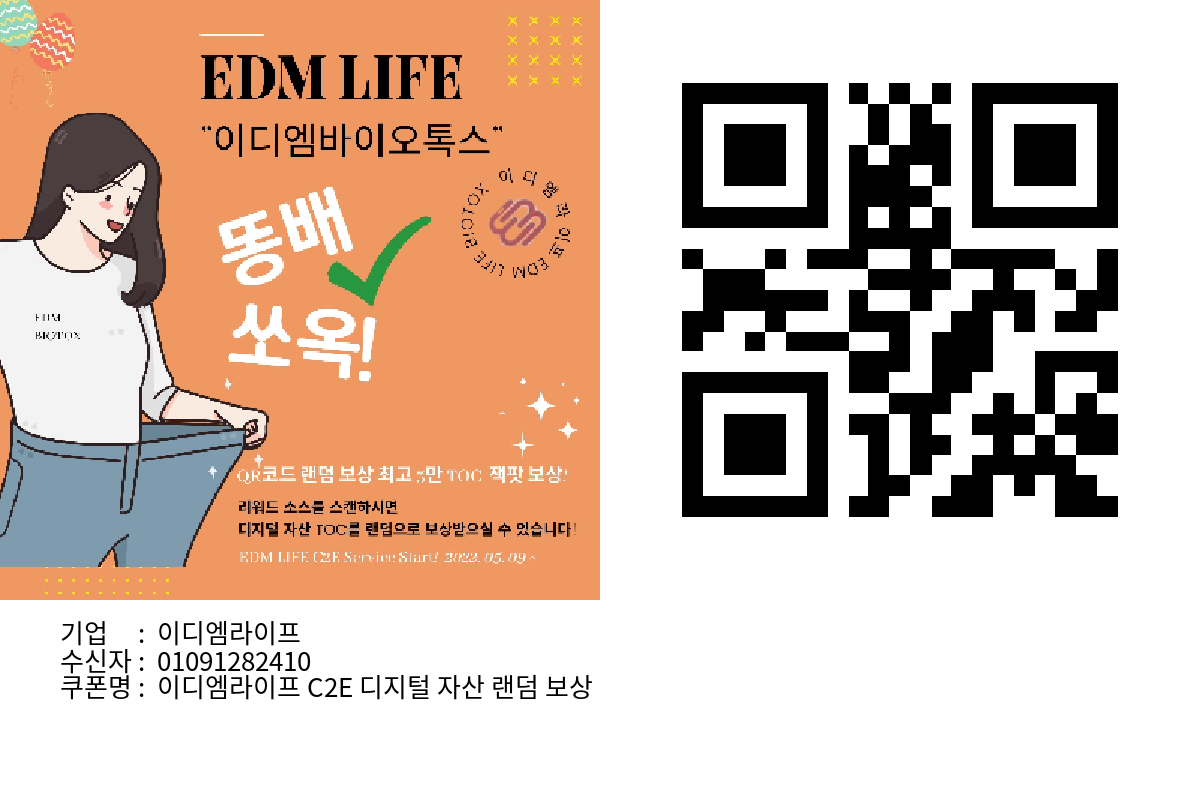 EDM LIFE
"이디엠바이오톡스"
이디엠라이프 EDM LIFE BIOTOX
똥배
쏘옥!
EDM
BIOTOX
QR코드 랜덤 보상 최고 5만 TOC 잭팟 보상!
리워드 소스를 스캔하시면
디지털 자산 TOC를 랜덤으로 보상받으실 수 있습니다!
EDM LIFE C2E Service Start! 2022. 05. 09 ~
기업 : 이디엠라이프
수신자 : 01091282410
쿠폰명 : 이디엠라이프 C2E 디지털 자산 랜덤 보상